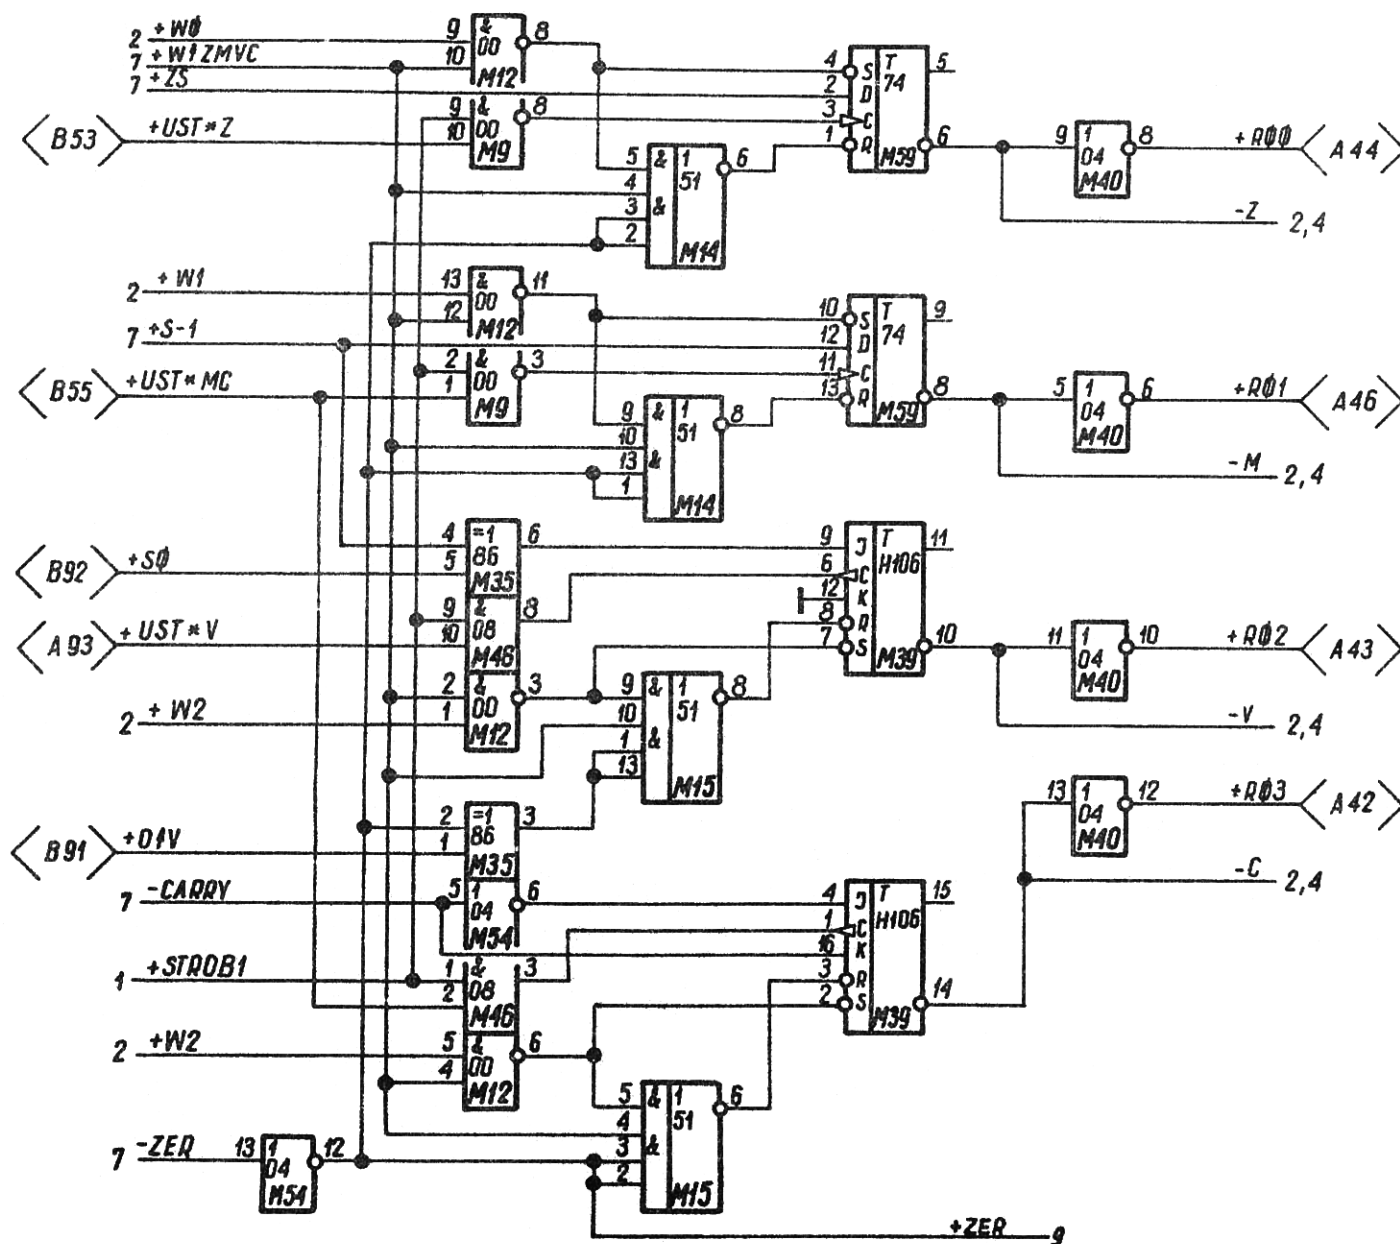 2 +WØ 9 & 00 M12 8
7 +W1ZMVC 10
7 +ZS
4 S T 74 M59 5
2 D
3 C
1 R 6
B53 +UST*Z 9 10 & 00 M9 8
5 & 1 51 M14 6
4
3 &
2
9 1 04 M40 8 +RØØ A44
-Z 2,4
2 +W1 13 & 00 M12 11
12
7 +S-1
10 S T 74 M59 9
12 D
11 C
13 R 8
B55 +UST*MC 2 1 & 00 M9 3
9 & 1 51 M14 8
10
13 &
1
5 1 04 M40 6 +RØ1 A46
-M 2,4
B92 +SØ 4 5 =1 86 M35 6
A93 +UST*V 9 10 & 08 M46 8
2 +W2 2 1 & 00 M12 3
9 J T H106 M39 11
6 C
12 K
8 R
7 S 10
9 & 1 51 M15 8
10
1 &
13
11 1 04 M40 10 +RØ2 A43
-V 2,4
B91 +01V 2 1 =1 86 M35 3
7 -CARRY 5 1 04 M54 6
1 +STROB1 1 2 & 08 M46 3
2 +W2 5 4 & 00 M12 6
4 J T H106 M39 15
1 C
16 K
3 R
2 S 14
13 1 04 M40 12 +RØ3 A42
-C 2,4
5 & 1 51 M15 6
4
3 &
2
7 -ZER 13 1 04 M54 12
+ZER 9